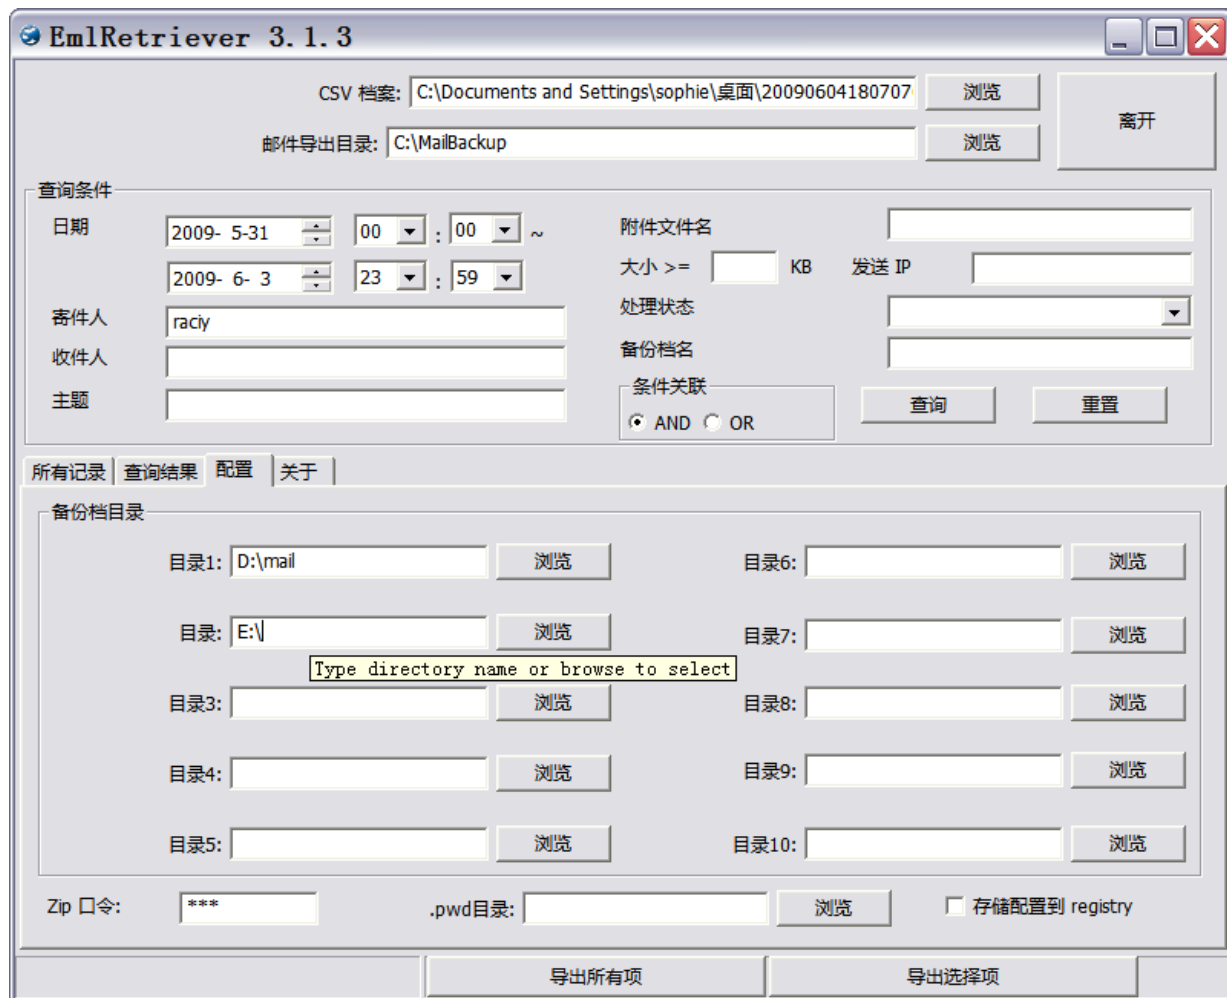 EmlRetriever 3.1.3
CSV 档案: C:\Documents and Settings\sophie\桌面\2009060418070 浏览
离开
邮件导出目录: C:\MailBackup 浏览
查询条件
日期 2009- 5-31 00 : 00 ~ 附件文件名
2009- 6- 3 23 : 59 大小 >= KB 发送 IP
寄件人 raciy 处理状态
收件人 备份档名
主题 条件关联 查询 重置
AND OR
所有记录 查询结果 配置 关于
备份档目录
目录1: D:\mail 浏览 目录6: 浏览
目录: E:\ 浏览 目录7: 浏览
Type directory name or browse to select
目录3: 浏览 目录8: 浏览
目录4: 浏览 目录9: 浏览
目录5: 浏览 目录10: 浏览
Zip 口令: *** .pwd目录: 浏览 存储配置到 registry
导出所有项 导出选择项